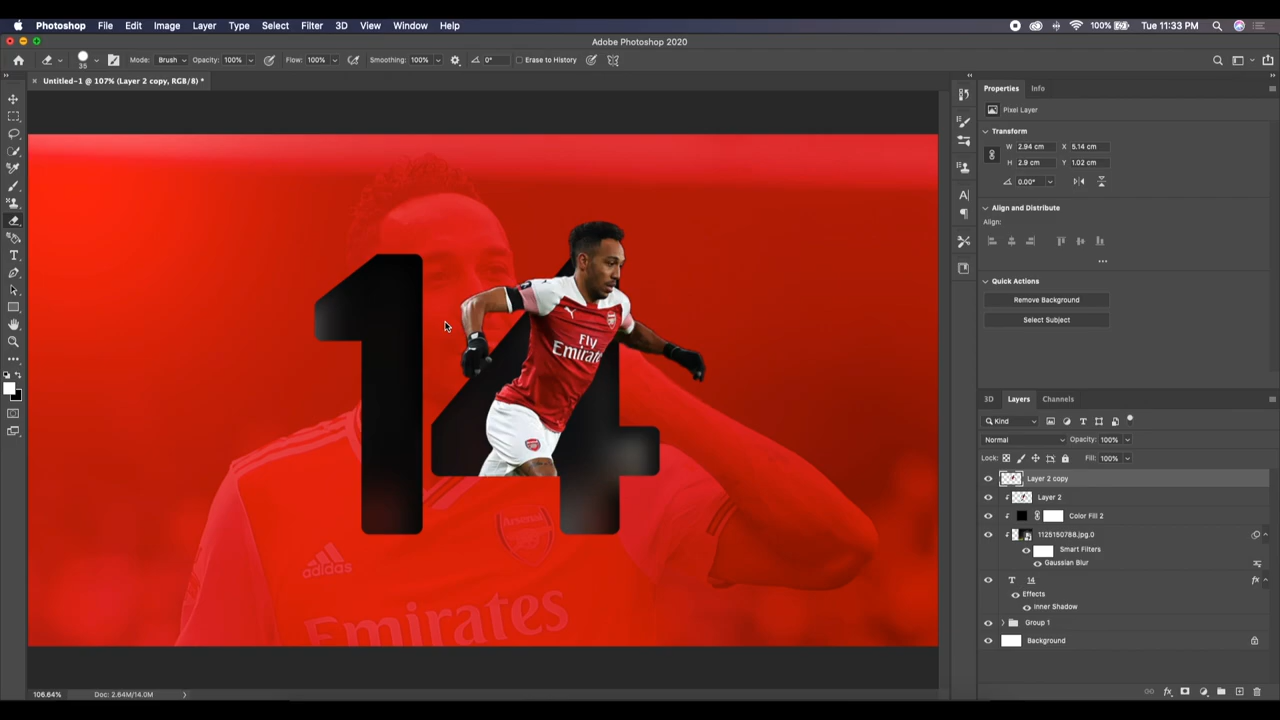 Photoshop File Edit Image Layer Type Select Filter 3D View Window Help 100% Tue 11:33 PM
Adobe Photoshop 2020
35 Mode: Brush Opacity: 100% Flow: 100% Smoothing: 100% 0° Erase to History
× Untitled-1 @ 107% (Layer 2 copy, RGB/8) *
Properties Info
Pixel Layer
Transform
W 2.94 cm X 5.14 cm
H 2.9 cm Y 1.02 cm
0.00°
Align and Distribute
Align:
Quick Actions
Remove Background
Select Subject
14
Fly
Emirates
Arsenal
adidas
Emirates
3D Layers Channels
Kind
Normal Opacity: 100%
Lock: Fill: 100%
Layer 2 copy
Layer 2
Color Fill 2
1125150788.jpg.0
Smart Filters
Gaussian Blur
T 14 fx
Effects
Inner Shadow
Group 1
Background
106.64% Doc: 2.64M/14.0M